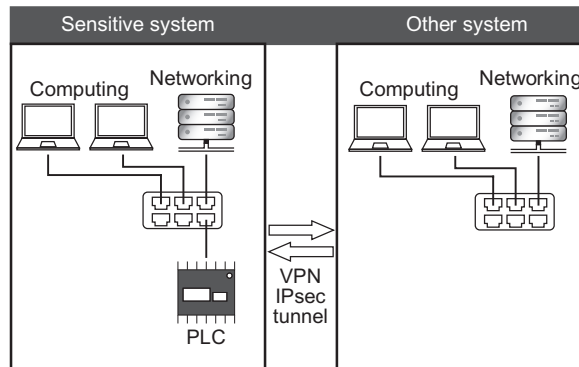 Sensitive system
Other system
Computing
Networking
Computing
Networking
VPN
IPsec
tunnel
PLC